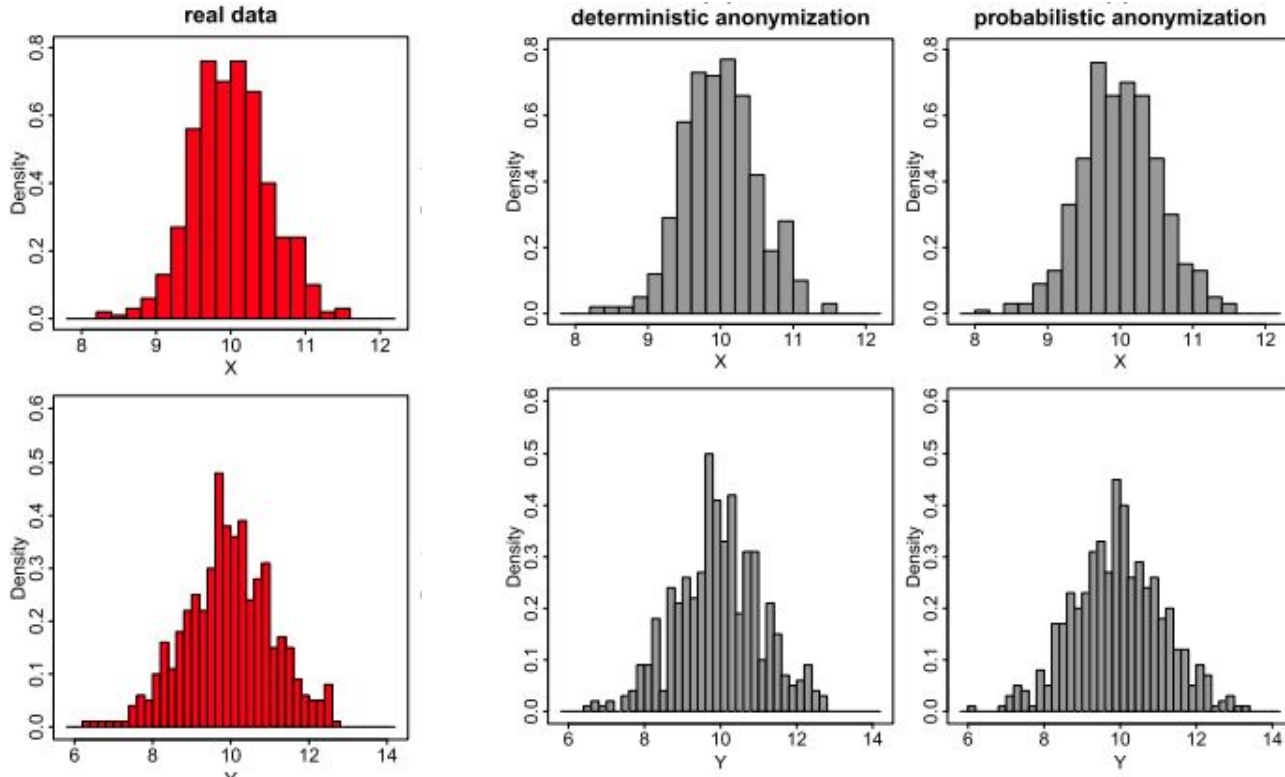 real data
deterministic anonymization
probabilistic anonymization
Density
0.0 0.2 0.4 0.6 0.8
8 9 10 11 12
X
Density
0.0 0.2 0.4 0.6 0.8
8 9 10 11 12
X
Density
0.0 0.2 0.4 0.6 0.8
8 9 10 11 12
X
Density
0.0 0.1 0.2 0.3 0.4 0.5 0.6
6 8 10 12 14
Y
Density
0.0 0.1 0.2 0.3 0.4 0.5 0.6
6 8 10 12 14
Y
Density
0.0 0.1 0.2 0.3 0.4 0.5 0.6
6 8 10 12 14
Y